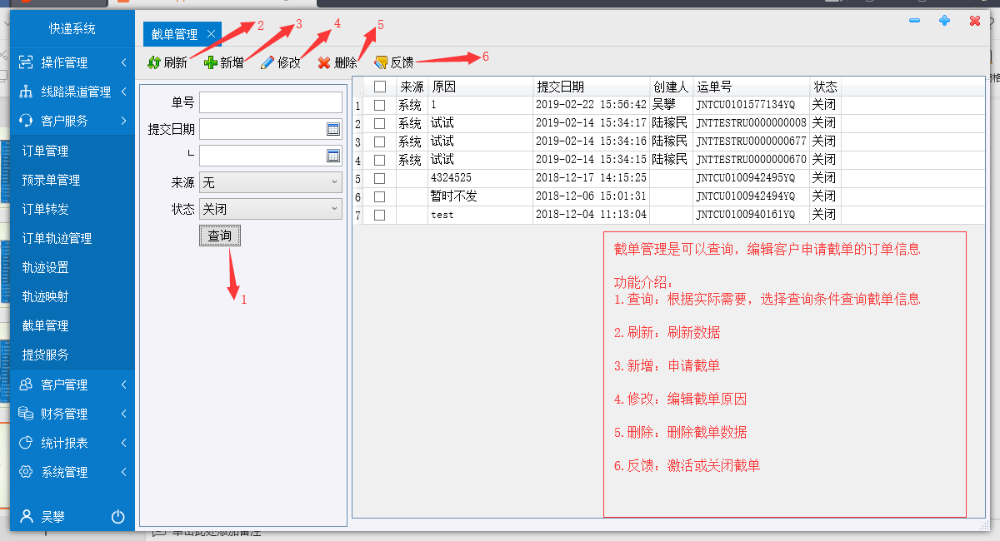 快递系统
操作管理
线路渠道管理
客户服务
订单管理
预录单管理
订单转发
订单轨迹管理
轨迹设置
轨迹映射
截单管理
提货服务
客户管理
财务管理
统计报表
系统管理
吴攀
截单管理
刷新 新增 修改 删除 反馈
2
3
4
5
6
单号
提交日期
来源 无
状态 关闭
查询
1
来源 原因 提交日期 创建人 运单号 状态
1 系统 1 2019-02-22 15:56:42 吴攀 JNTCU0101577134YQ 关闭
2 系统 试试 2019-02-14 15:34:17 陆稼民 JNTTESTRU0000000008 关闭
3 系统 试试 2019-02-14 15:34:16 陆稼民 JNTTESTRU0000000677 关闭
4 系统 试试 2019-02-14 15:34:15 陆稼民 JNTTESTRU0000000670 关闭
5 4324525 2018-12-17 14:15:25 JNTCU0100942495YQ 关闭
6 暂时不发 2018-12-06 15:01:31 JNTCU0100942494YQ 关闭
7 test 2018-12-04 11:13:04 JNTCU0100940161YQ 关闭
截单管理是可以查询，编辑客户申请截单的订单信息
功能介绍：
1.查询：根据实际需要，选择查询条件查询截单信息
2.刷新：刷新数据
3.新增：申请截单
4.修改：编辑截单原因
5.删除：删除截单数据
6.反馈：激活或关闭截单
单击此处添加备注